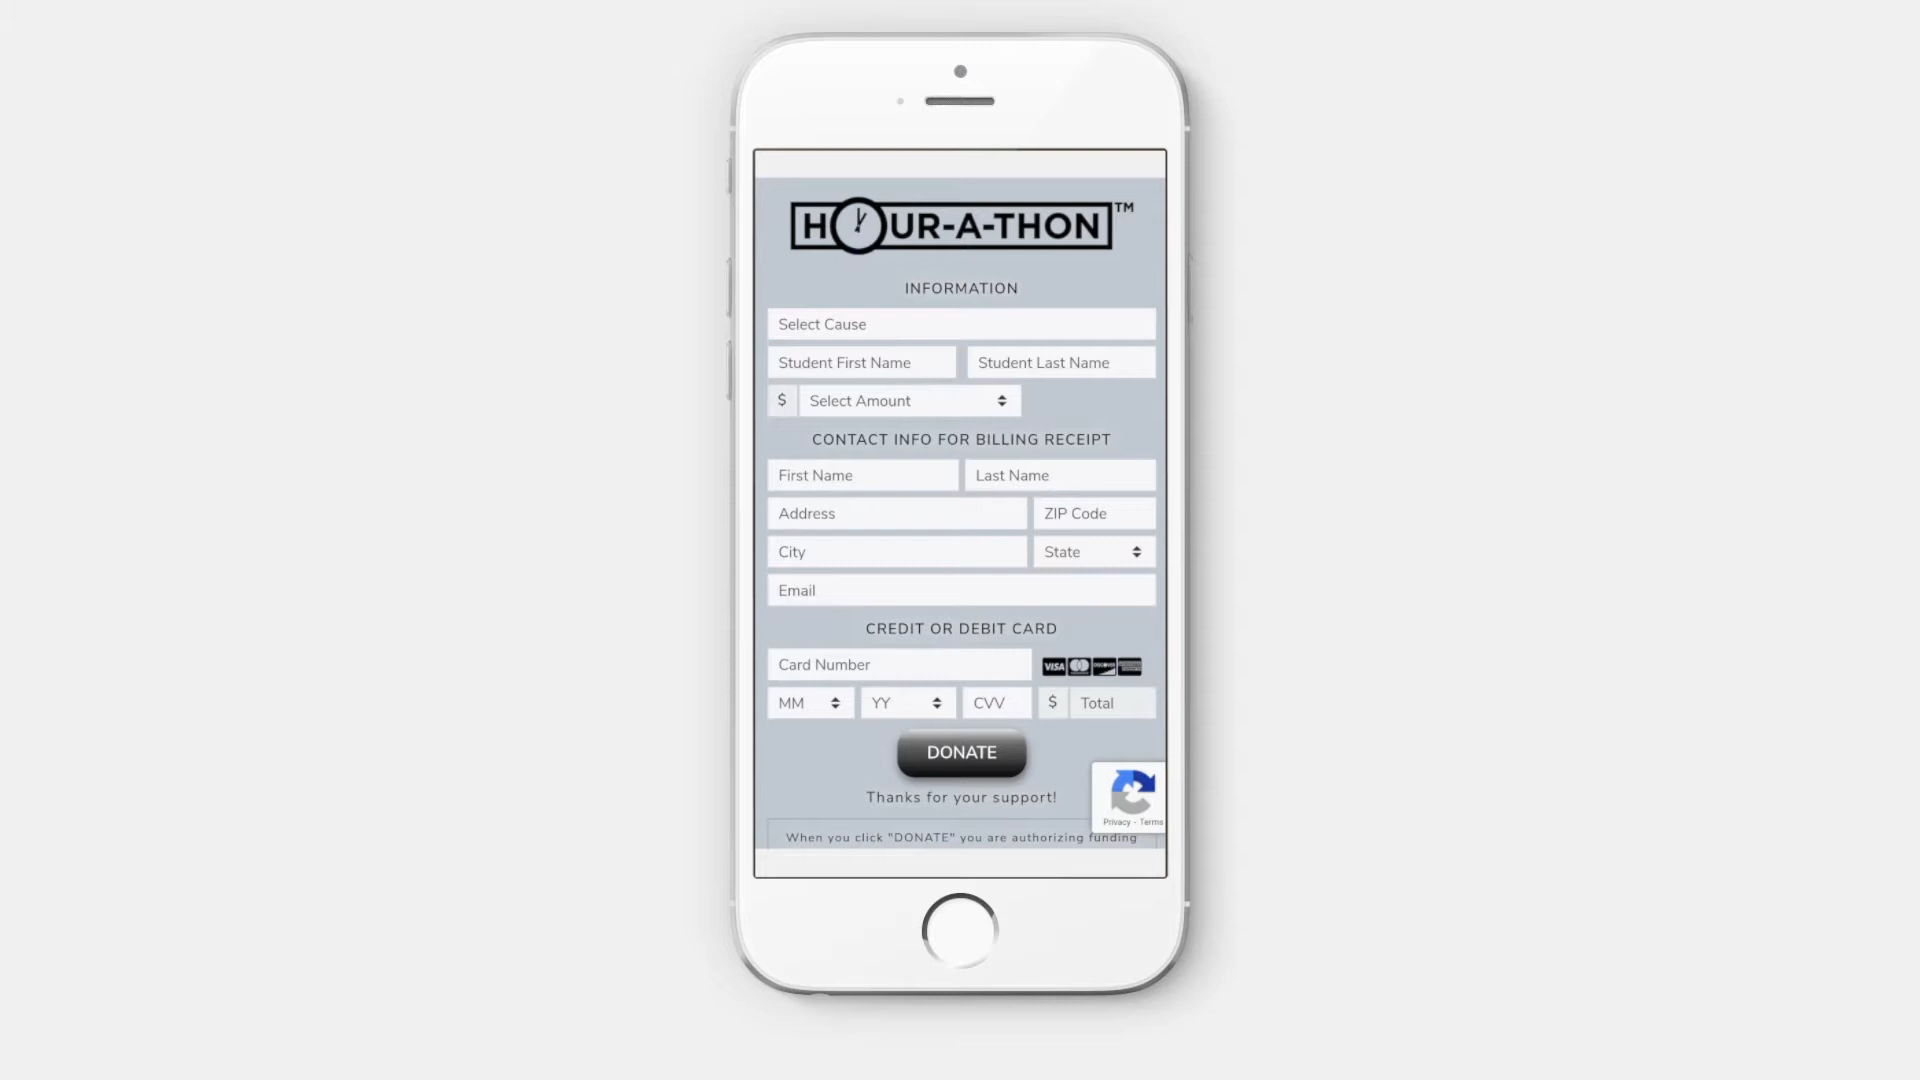 HOUR-A-THON™
INFORMATION
Select Cause
Student First Name Student Last Name
$ Select Amount
CONTACT INFO FOR BILLING RECEIPT
First Name Last Name
Address ZIP Code
City State
Email
CREDIT OR DEBIT CARD
Card Number VISA DISCOVER
MM YY CVV $ Total
DONATE
Thanks for your support!
Privacy - Terms
When you click "DONATE" you are authorizing funding